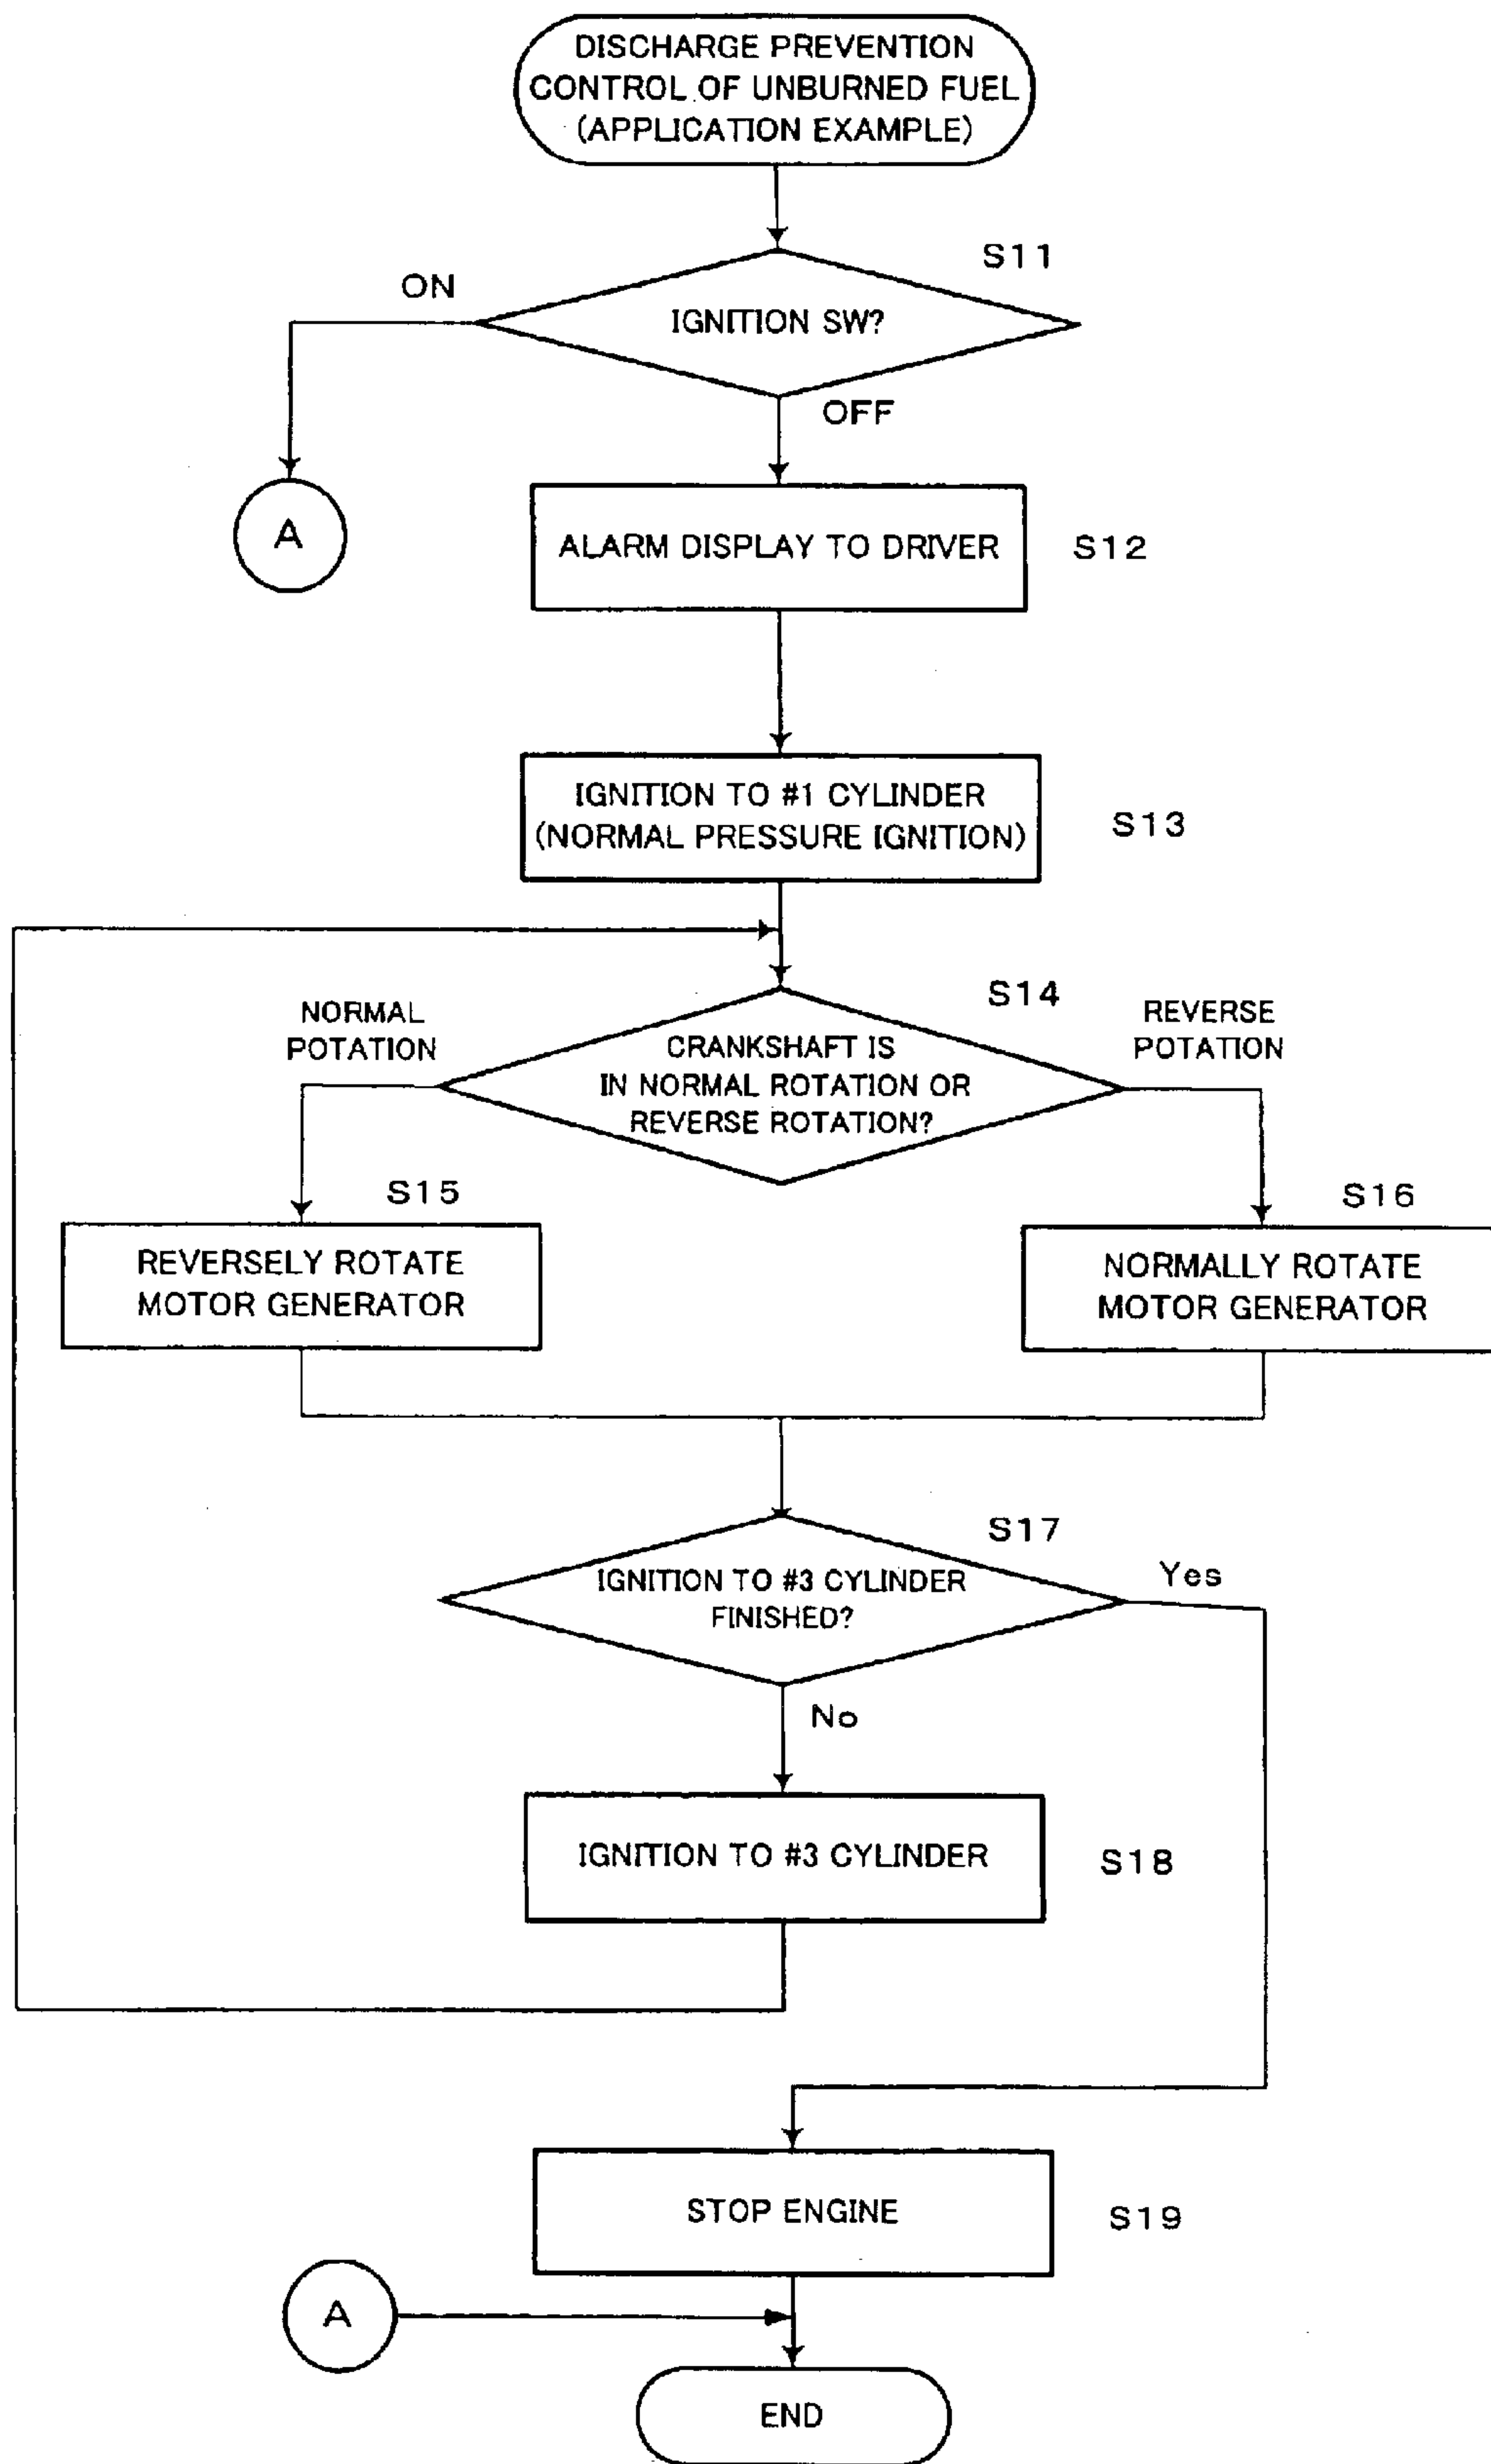 DISCHARGE PREVENTION
CONTROL OF UNBURNED FUEL
(APPLICATION EXAMPLE)
S11
ON
IGNITION SW?
OFF
A
ALARM DISPLAY TO DRIVER
S12
IGNITION TO #1 CYLINDER
(NORMAL PRESSURE IGNITION)
S13
S14
NORMAL
POTATION
REVERSE
POTATION
CRANKSHAFT IS
IN NORMAL ROTATION OR
REVERSE ROTATION?
S15
S16
REVERSELY ROTATE
MOTOR GENERATOR
NORMALLY ROTATE
MOTOR GENERATOR
S17
IGNITION TO #3 CYLINDER
FINISHED?
Yes
No
IGNITION TO #3 CYLINDER
S18
STOP ENGINE
S19
A
END